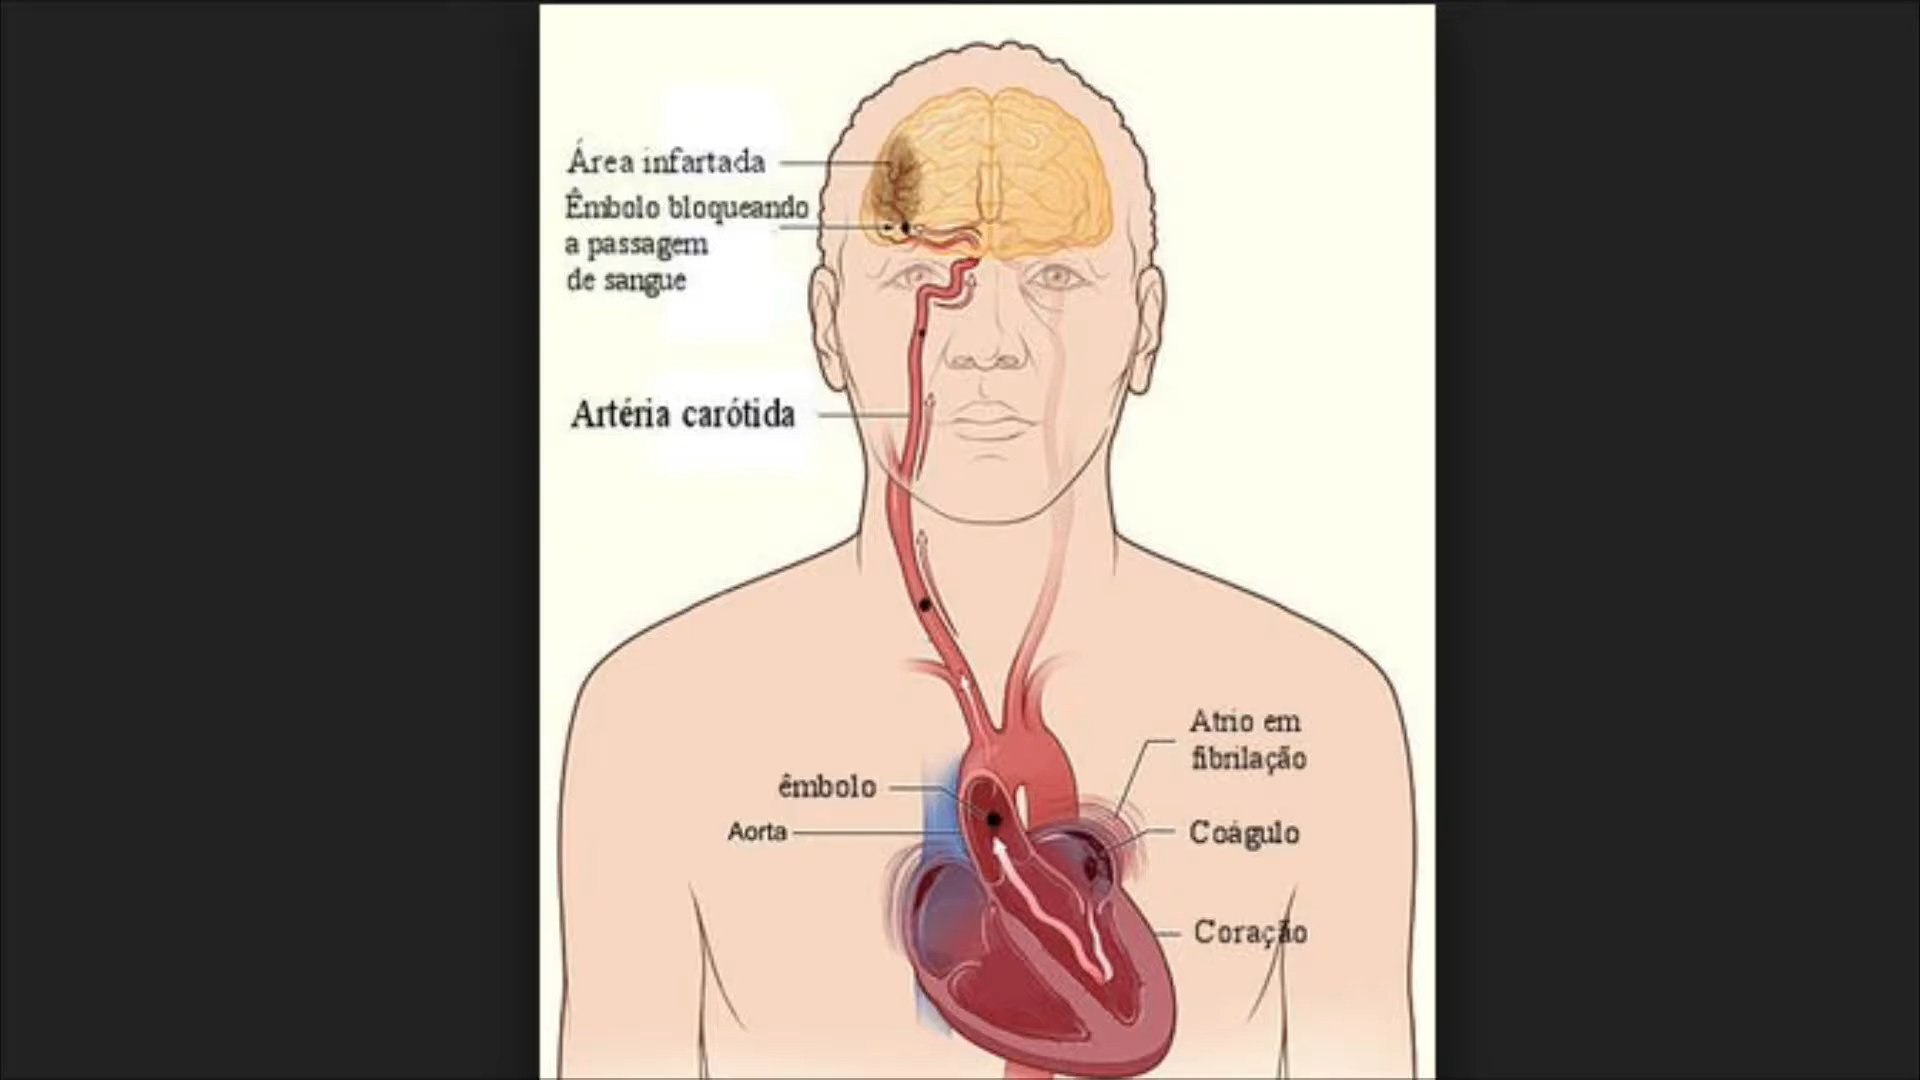 Área infartada
Êmbolo bloqueando
a passagem
de sangue
Artéria carótida
Atrio em
fibrilação
êmbolo
Aorta
Coágulo
Coração